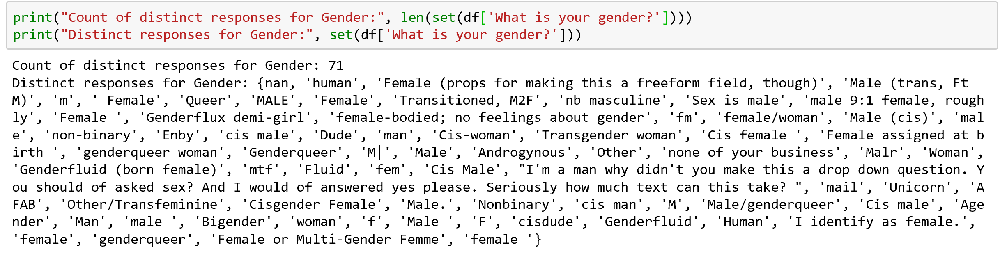 print("Count of distinct responses for Gender:", len(set(df['What is your gender?'])))
print("Distinct responses for Gender:", set(df['What is your gender?']))
Count of distinct responses for Gender: 71
Distinct responses for Gender: {nan, 'human', 'Female (props for making this a freeform field, though)', 'Male (trans, Ft
M)', 'm', ' Female', 'Queer', 'MALE', 'Female', 'Transitioned, M2F', 'nb masculine', 'Sex is male', 'male 9:1 female, rough
ly', 'Female ', 'Genderflux demi-girl', 'female-bodied; no feelings about gender', 'fm', 'female/woman', 'Male (cis)', 'mal
e', 'non-binary', 'Enby', 'cis male', 'Dude', 'man', 'Cis-woman', 'Transgender woman', 'Cis female ', 'Female assigned at b
irth ', 'genderqueer woman', 'Genderqueer', 'M|', 'Male', 'Androgynous', 'Other', 'none of your business', 'Malr', 'Woman',
'Genderfluid (born female)', 'mtf', 'Fluid', 'fem', 'Cis Male', "I'm a man why didn't you make this a drop down question. Y
ou should of asked sex? And I would of answered yes please. Seriously how much text can this take? ", 'mail', 'Unicorn', 'A
FAB', 'Other/Transfeminine', 'Cisgender Female', 'Male.', 'Nonbinary', 'cis man', 'M', 'Male/genderqueer', 'Cis male', 'Age
nder', 'Man', 'male ', 'Bigender', 'woman', 'f', 'Male ', 'F', 'cisdude', 'Genderfluid', 'Human', 'I identify as female.',
'female', 'genderqueer', 'Female or Multi-Gender Femme', 'female '}